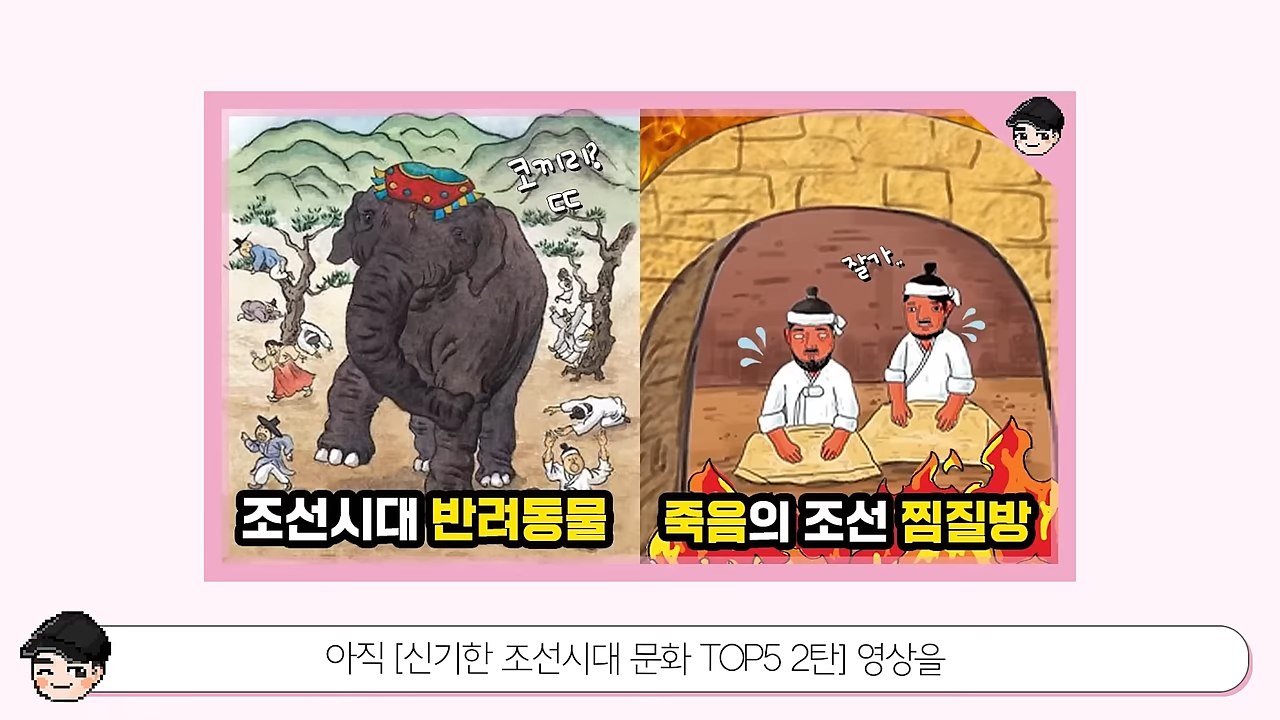 코끼리?
ㄷㄷ
잘가..
조선시대 반려동물
죽음의 조선 찜질방
아직 [신기한 조선시대 문화 TOP5 2탄] 영상을